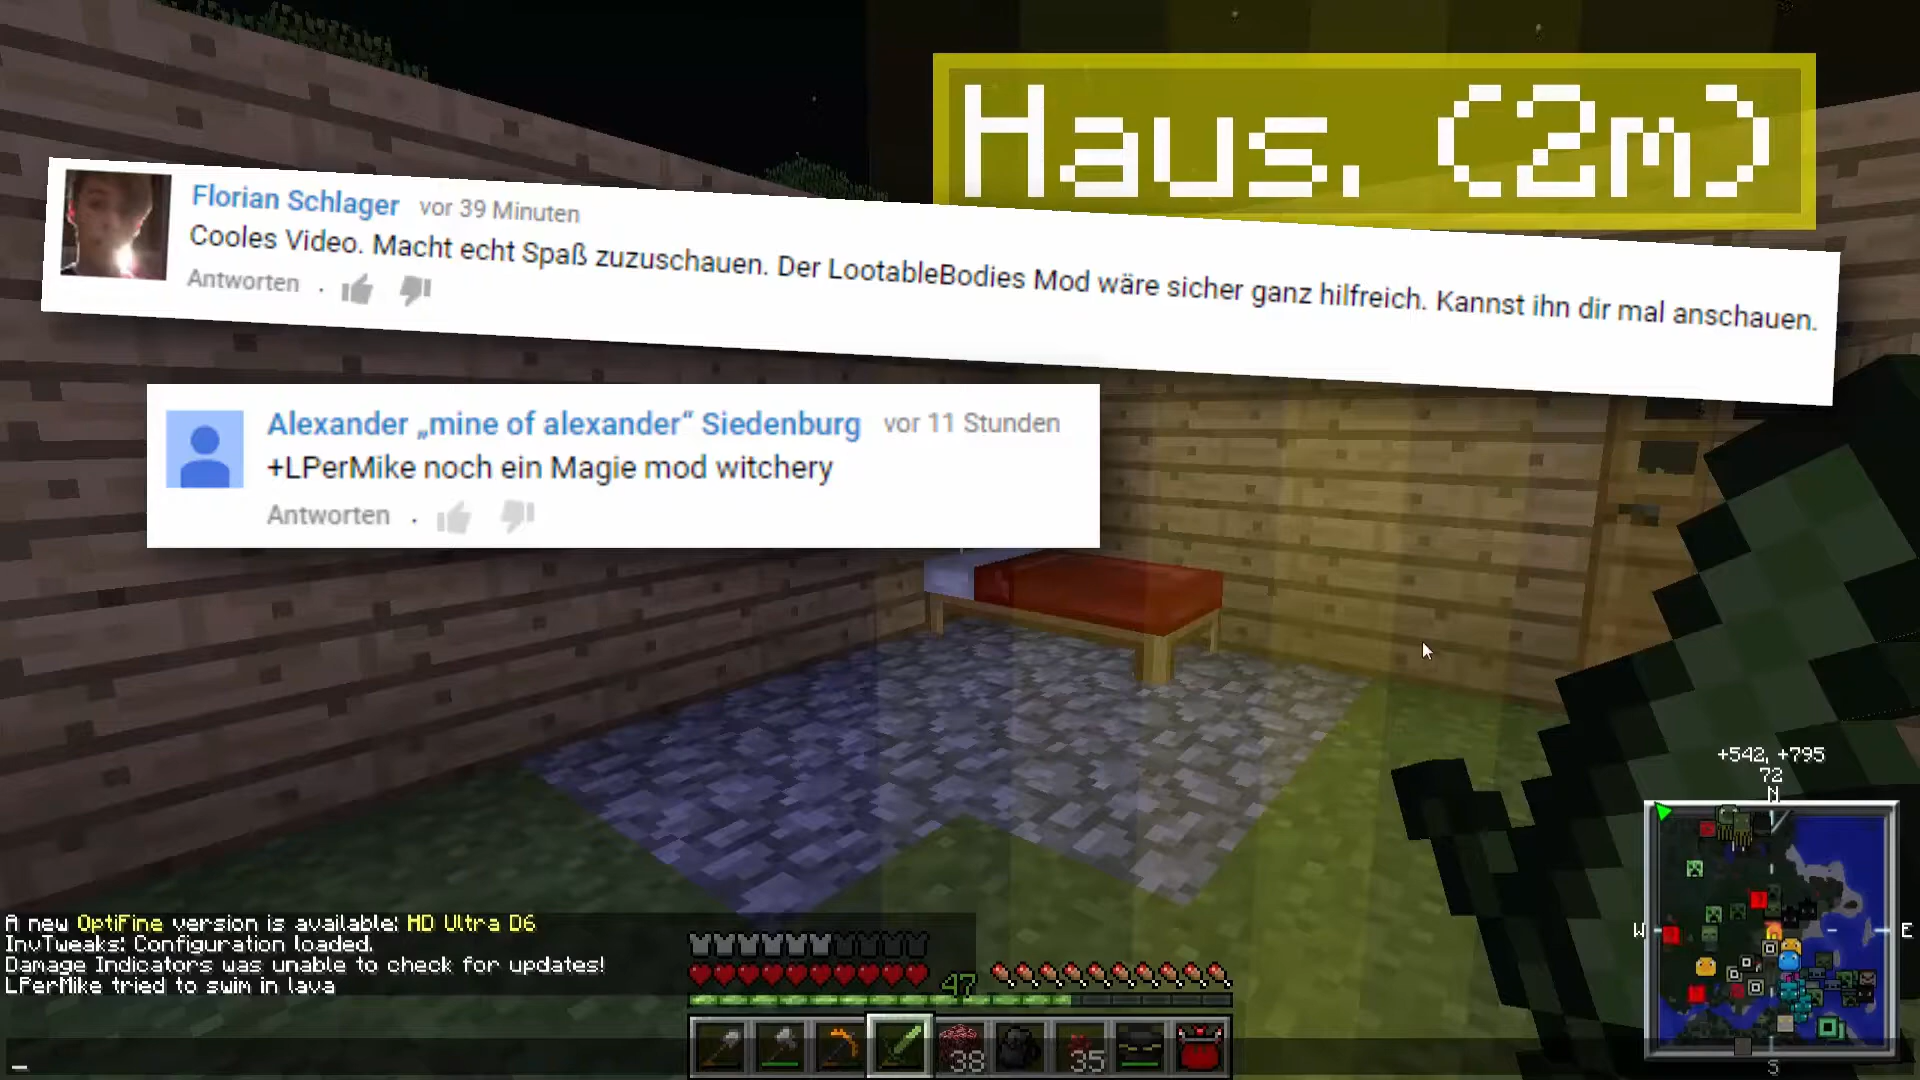 Haus. (2m)
Florian Schlager vor 39 Minuten
Cooles Video. Macht echt Spaß zuzuschauen. Der LootableBodies Mod wäre sicher ganz hilfreich. Kannst ihn dir mal anschauen.
Antworten .
Alexander „mine of alexander“ Siedenburg vor 11 Stunden
+LPerMike noch ein Magie mod witchery
Antworten .
+542, +795
72
N
W
E
S
A new OptiFine version is available: HD Ultra D6
InvTweaks: Configuration loaded.
Damage Indicators was unable to check for updates!
LPerMike tried to swim in lava
47
38
35
_